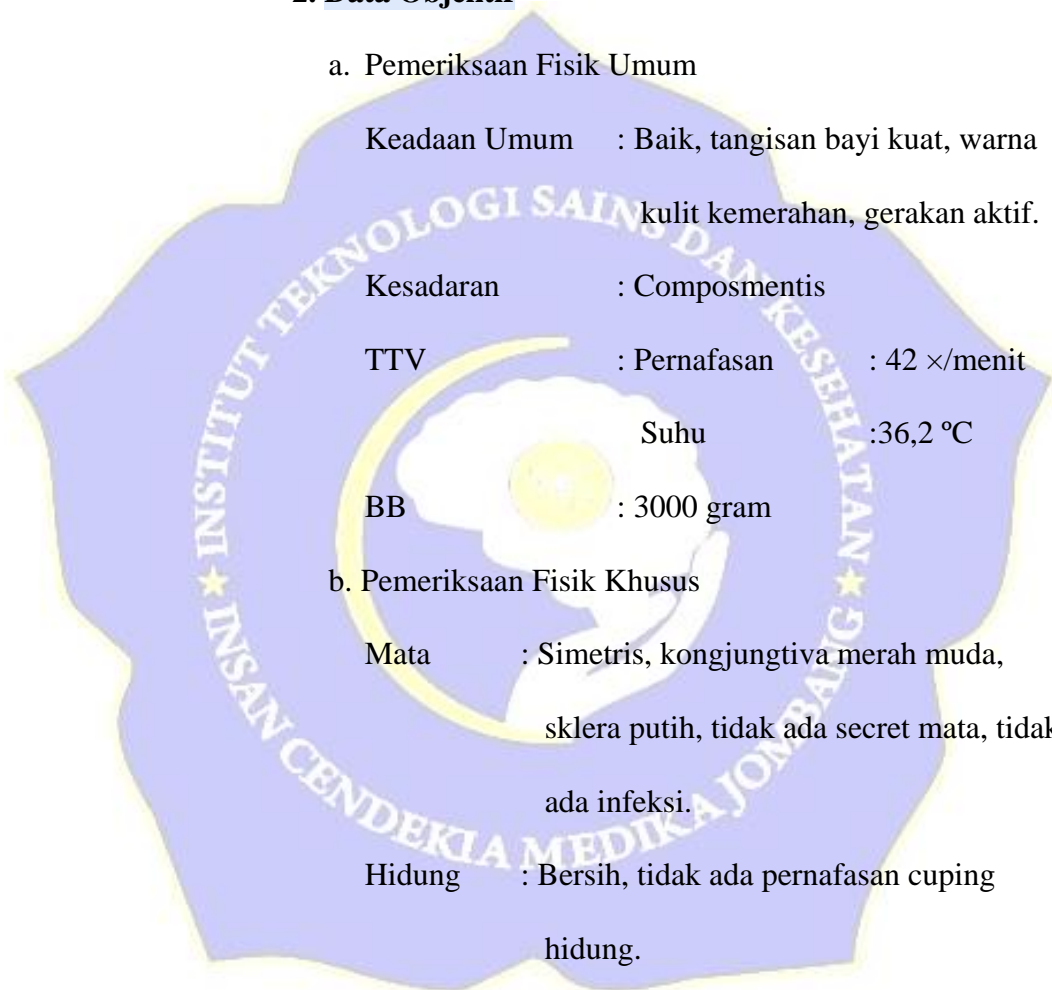 2. Data Objektif
a. Pemeriksaan Fisik Umum
Keadaan Umum : Baik, tangisan bayi kuat, warna
kulit kemerahan, gerakan aktif.
Kesadaran : Composmentis
TTV : Pernafasan : 42 ×/menit
Suhu :36,2 ºC
BB : 3000 gram
b. Pemeriksaan Fisik Khusus
Mata : Simetris, kongjungtiva merah muda,
sklera putih, tidak ada secret mata, tidak
ada infeksi.
Hidung : Bersih, tidak ada pernafasan cuping
hidung.
INSTITUT TEKNOLOGI SAINS DAN KESEHATAN
INSAN CENDEKIA MEDIKA JOMBANG